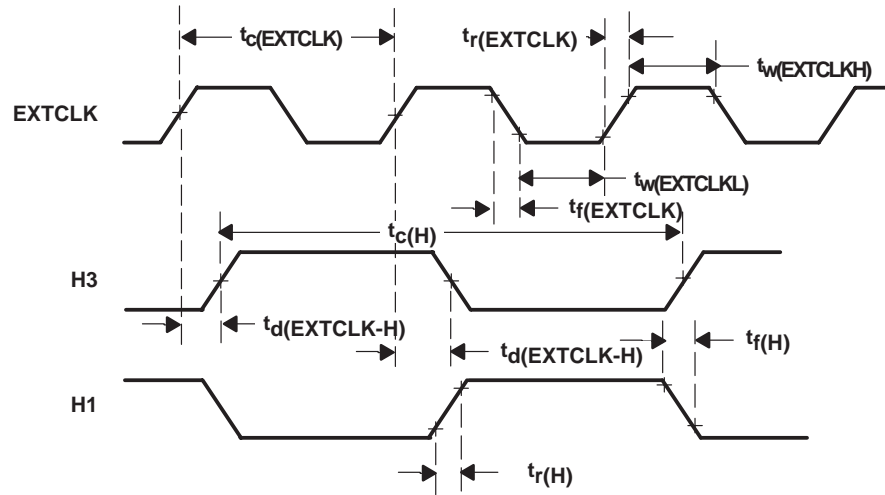 tc(EXTCLK)
tr(EXTCLK)
tw(EXTCLKH)
EXTCLK
tw(EXTCLKL)
tf(EXTCLK)
tc(H)
H3
td(EXTCLK-H)
td(EXTCLK-H)
tf(H)
H1
tr(H)